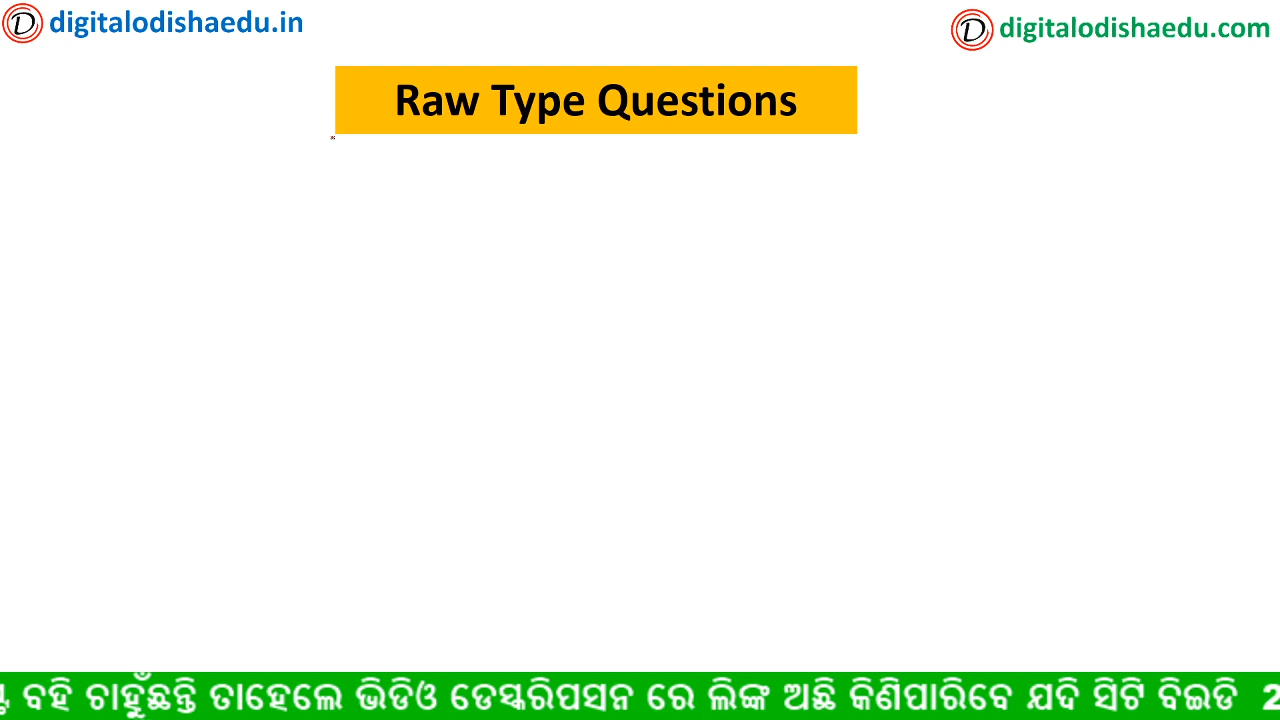 digitalodishaedu.in
digitalodishaedu.com
Raw Type Questions
ବହି ଚାହୁଁଛନ୍ତି ତାହେଲେ ଭିଡିଓ ଡେସ୍କରିପସନ ରେ ଲିଙ୍କ ଅଛି କିଣିପାରିବେ ଯଦି ସିଟି ବିଇଡି